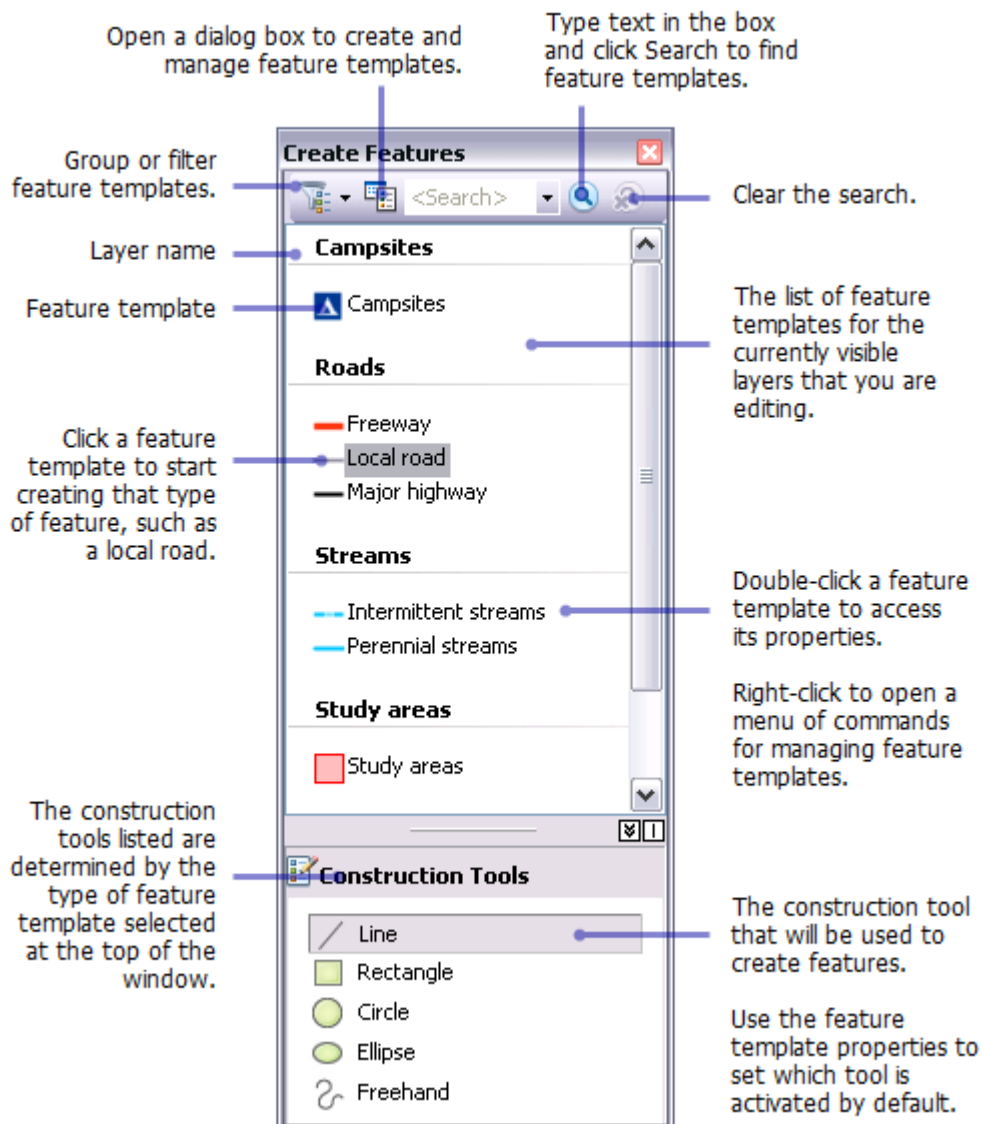 Open a dialog box to create and
manage feature templates.
Type text in the box
and click Search to find
feature templates.
Group or filter
feature templates.
Layer name
Feature template
Click a feature
template to start
creating that type
of feature, such as
a local road.
The construction
tools listed are
determined by the
type of feature
template selected
at the top of the
window.
Create Features
<Search>
Campsites
Campsites
Roads
Freeway
Local road
Major highway
Streams
Intermittent streams
Perennial streams
Study areas
Study areas
Construction Tools
Line
Rectangle
Circle
Ellipse
Freehand
Clear the search.
The list of feature
templates for the
currently visible
layers that you are
editing.
Double-click a feature
template to access
its properties.
Right-click to open a
menu of commands
for managing feature
templates.
The construction tool
that will be used to
create features.
Use the feature
template properties to
set which tool is
activated by default.